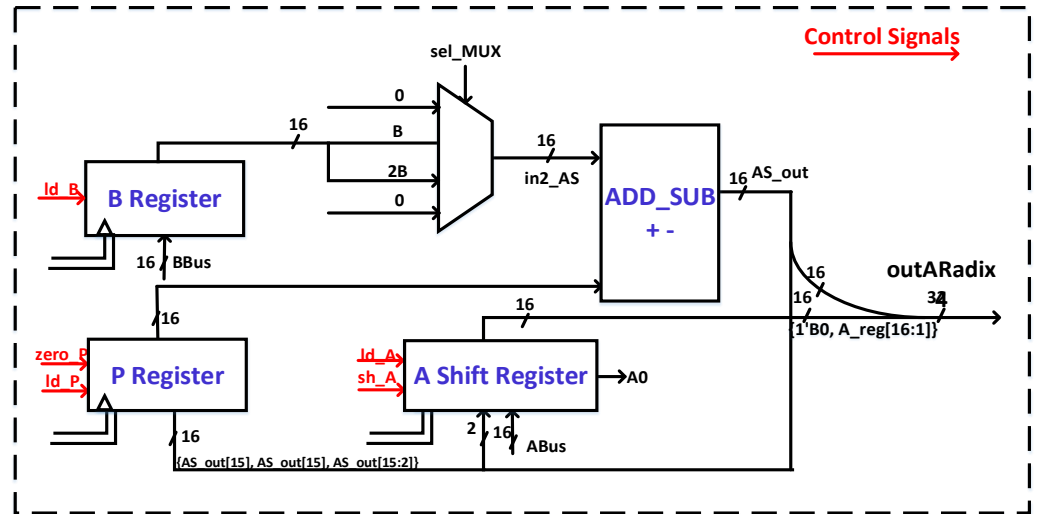 Control Signals
sel_MUX
0
16
B
2B
0
16
in2_AS
ld_B
B Register
16
BBus
ADD_SUB
+ -
16
AS_out
16
outARadix
16
16
{1'B0, A_reg[16:1]}
16
zero_P
ld_P
P Register
ld_A
sh_A
A Shift Register
A0
16
2
16
ABus
{AS_out[15], AS_out[15], AS_out[15:2]}